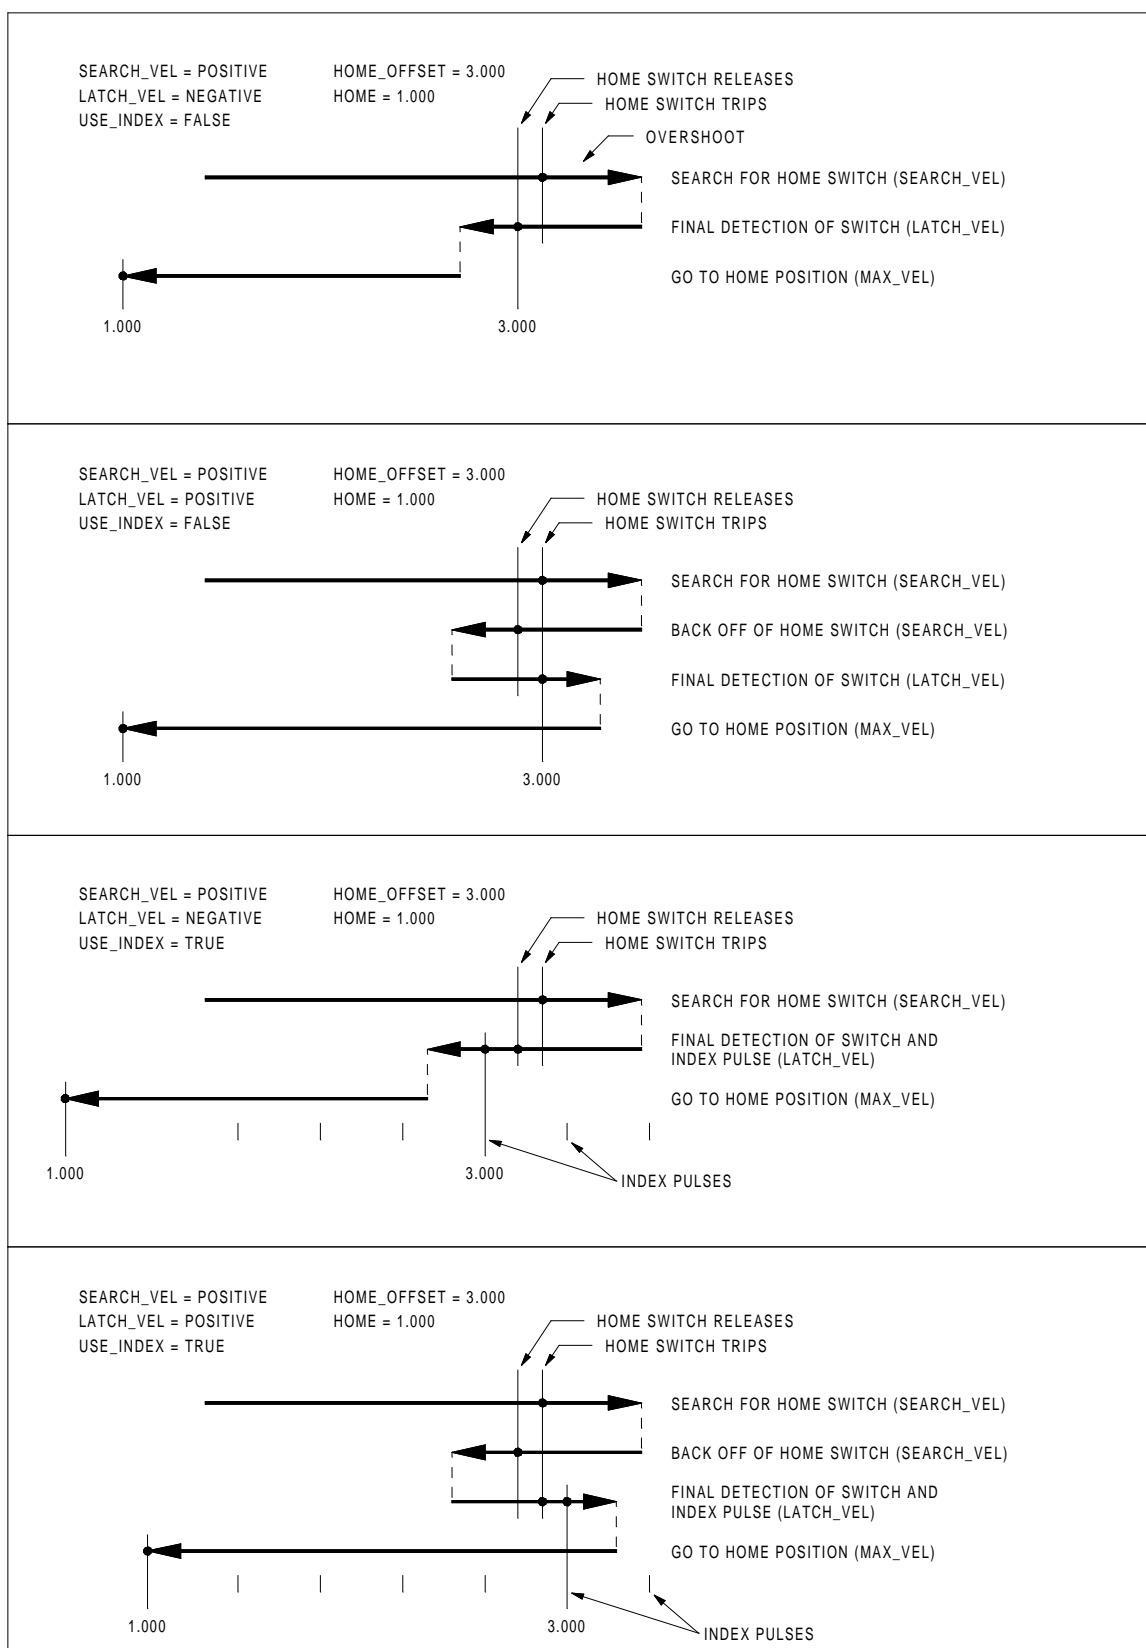 SEARCH_VEL = POSITIVE HOME_OFFSET = 3.000
LATCH_VEL = NEGATIVE HOME = 1.000
USE_INDEX = FALSE
HOME SWITCH RELEASES
HOME SWITCH TRIPS
OVERSHOOT
SEARCH FOR HOME SWITCH (SEARCH_VEL)
FINAL DETECTION OF SWITCH (LATCH_VEL)
GO TO HOME POSITION (MAX_VEL)
1.000 3.000
SEARCH_VEL = POSITIVE HOME_OFFSET = 3.000
LATCH_VEL = POSITIVE HOME = 1.000
USE_INDEX = FALSE
HOME SWITCH RELEASES
HOME SWITCH TRIPS
SEARCH FOR HOME SWITCH (SEARCH_VEL)
BACK OFF OF HOME SWITCH (SEARCH_VEL)
FINAL DETECTION OF SWITCH (LATCH_VEL)
GO TO HOME POSITION (MAX_VEL)
1.000 3.000
SEARCH_VEL = POSITIVE HOME_OFFSET = 3.000
LATCH_VEL = NEGATIVE HOME = 1.000
USE_INDEX = TRUE
HOME SWITCH RELEASES
HOME SWITCH TRIPS
SEARCH FOR HOME SWITCH (SEARCH_VEL)
FINAL DETECTION OF SWITCH AND
INDEX PULSE (LATCH_VEL)
GO TO HOME POSITION (MAX_VEL)
1.000 3.000
INDEX PULSES
SEARCH_VEL = POSITIVE HOME_OFFSET = 3.000
LATCH_VEL = POSITIVE HOME = 1.000
USE_INDEX = TRUE
HOME SWITCH RELEASES
HOME SWITCH TRIPS
SEARCH FOR HOME SWITCH (SEARCH_VEL)
BACK OFF OF HOME SWITCH (SEARCH_VEL)
FINAL DETECTION OF SWITCH AND
INDEX PULSE (LATCH_VEL)
GO TO HOME POSITION (MAX_VEL)
1.000 3.000
INDEX PULSES